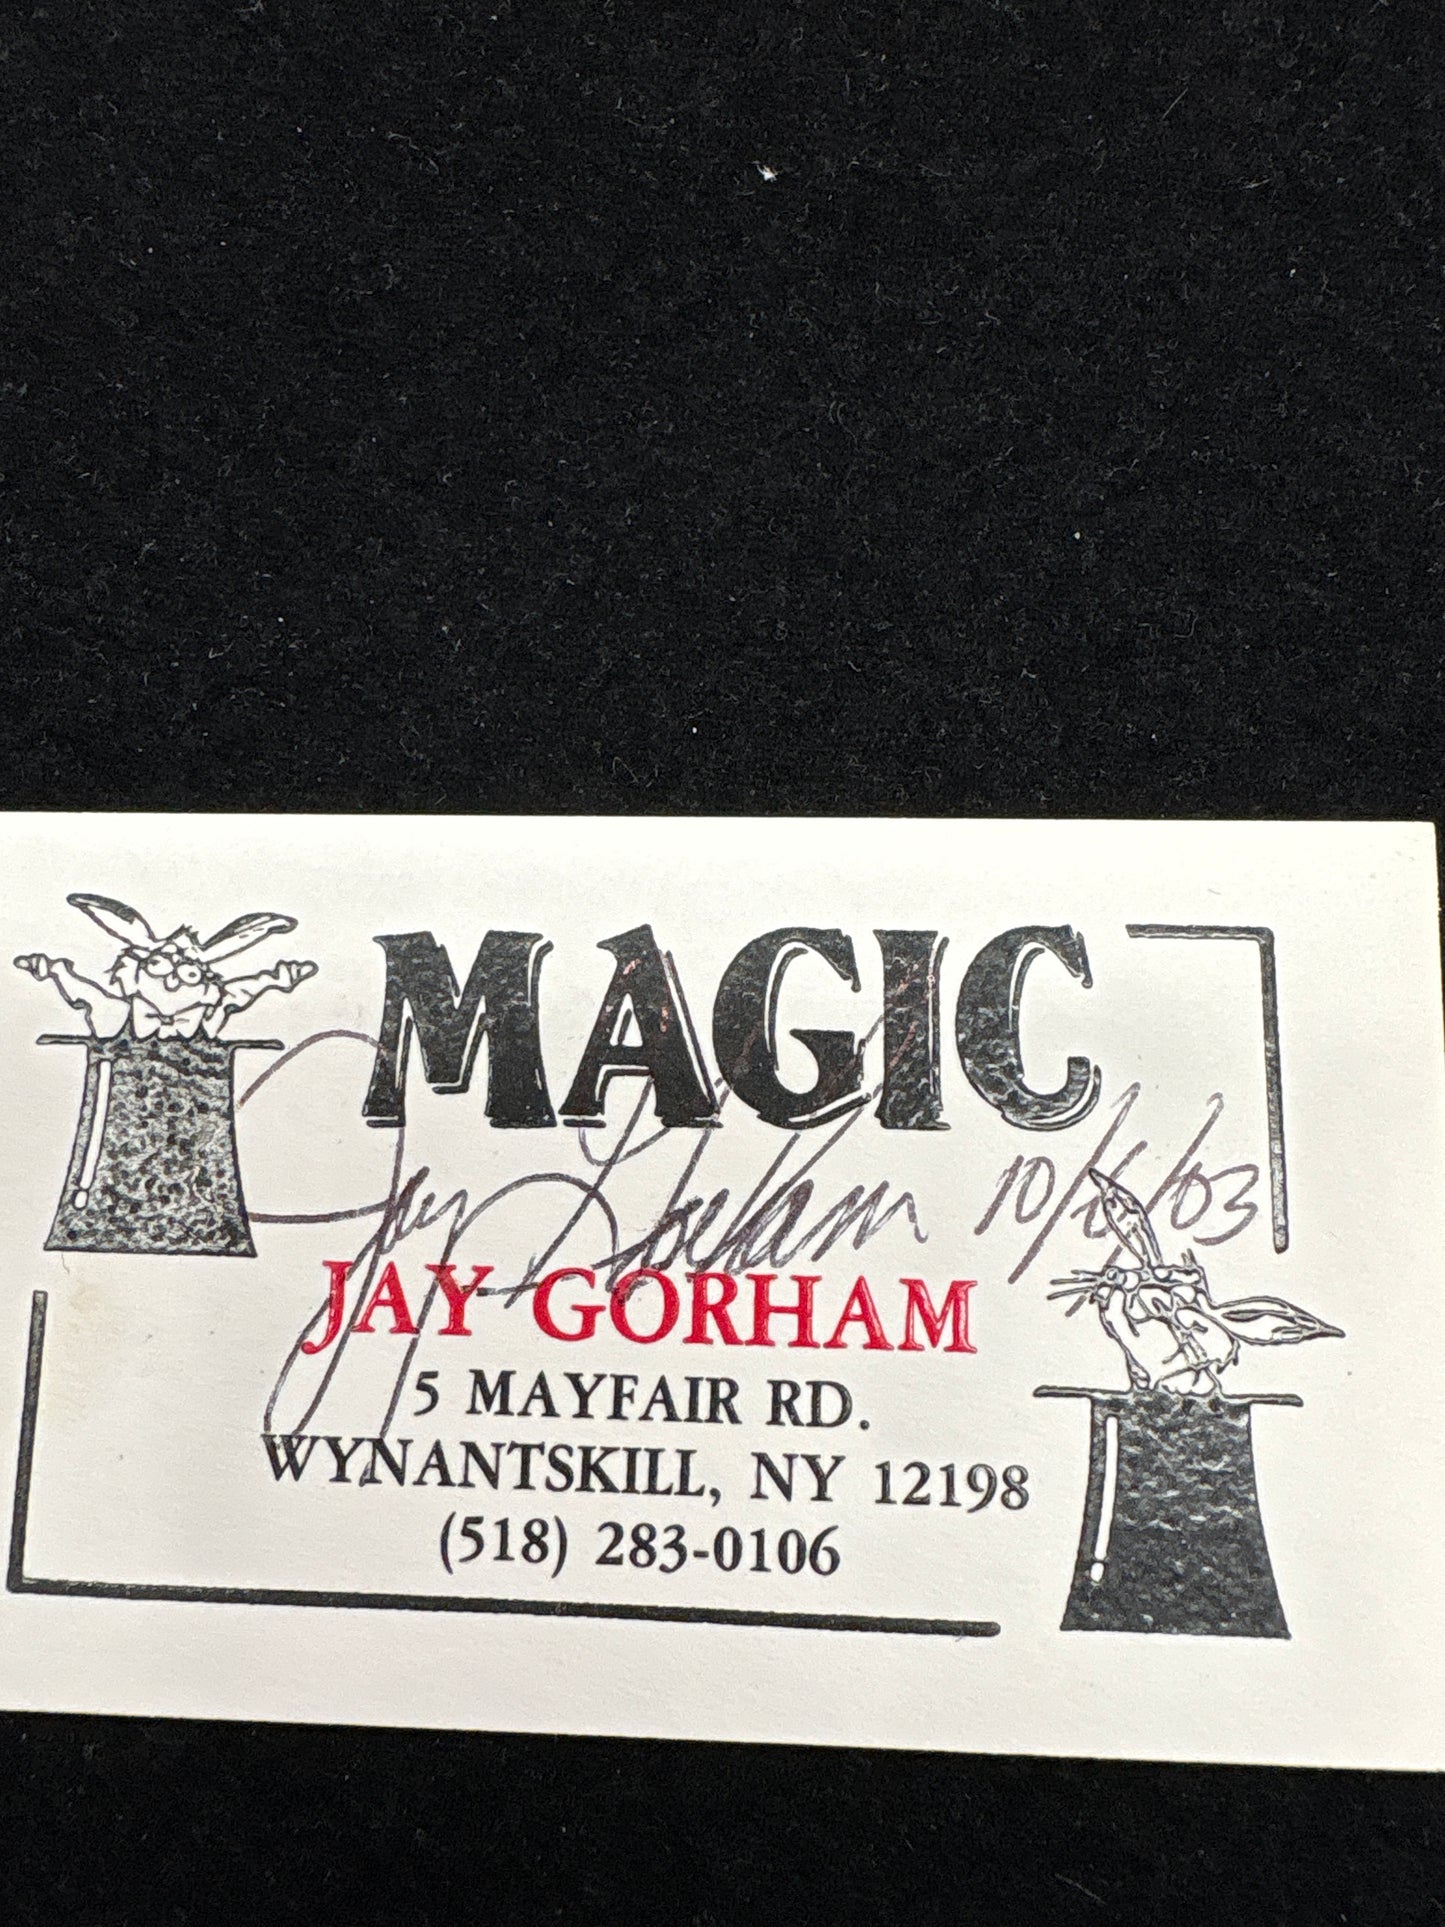 MAGIC
Jay Gorham 10/6/03
JAY GORHAM
5 MAYFAIR RD.
WYNANTSKILL, NY 12198
(518) 283-0106